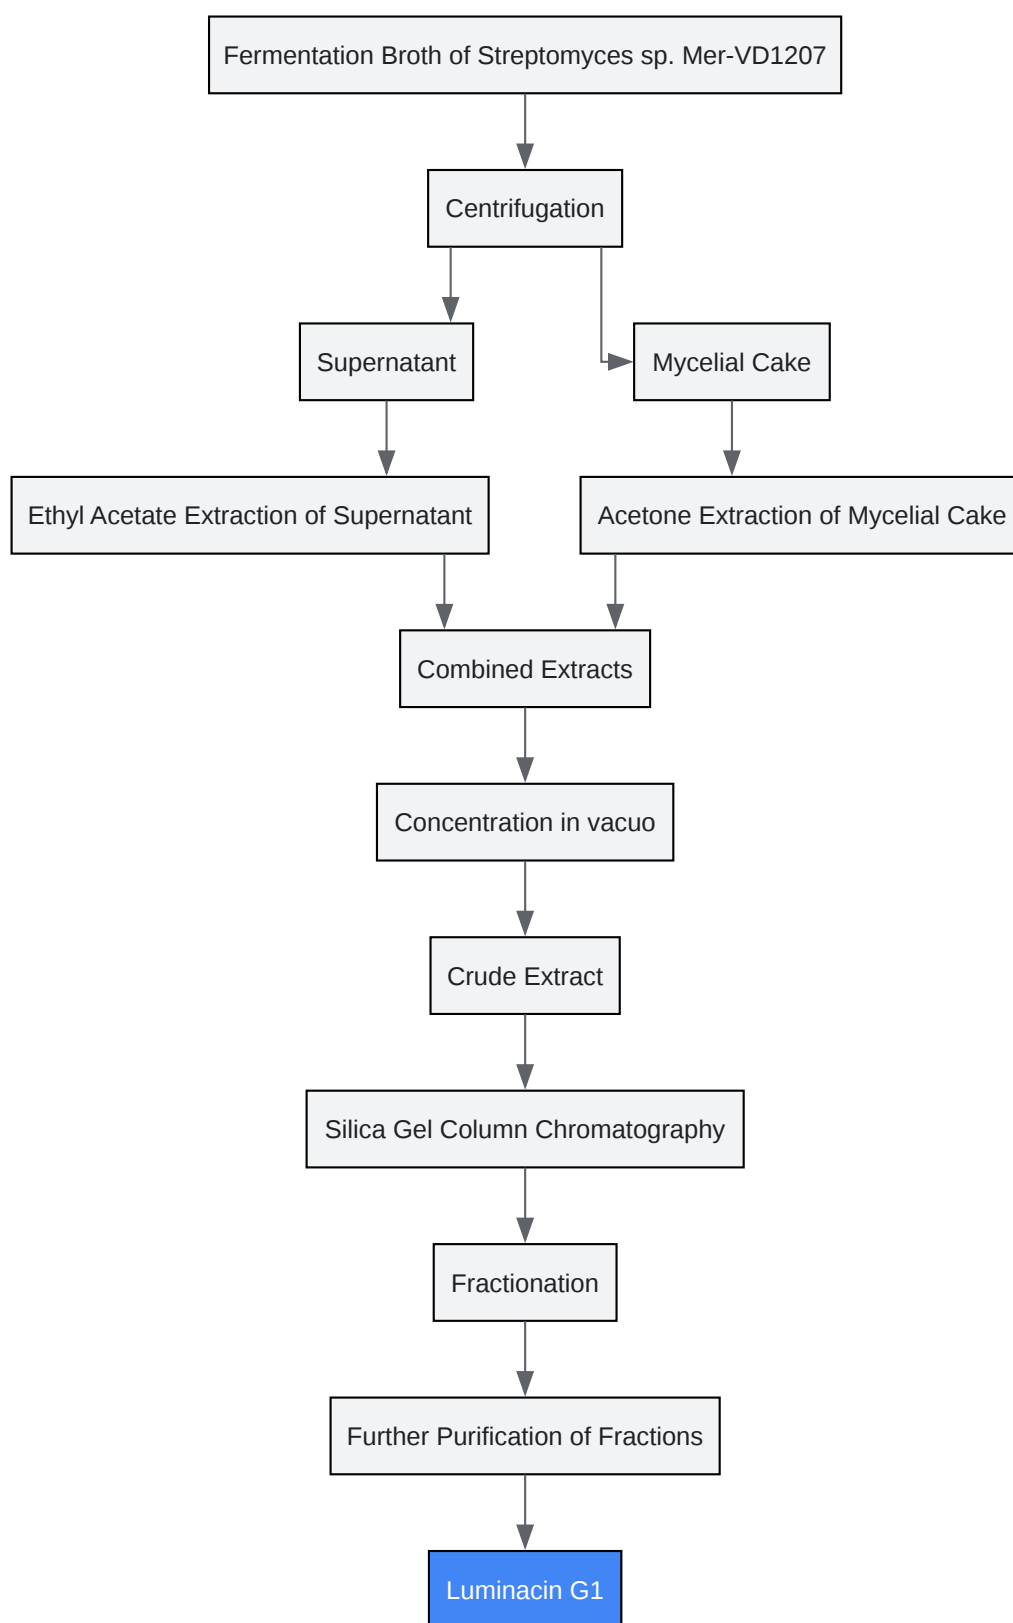 Fermentation Broth of Streptomyces sp. Mer-VD1207
Centrifugation
Supernatant
Mycelial Cake
Ethyl Acetate Extraction of Supernatant
Acetone Extraction of Mycelial Cake
Combined Extracts
Concentration in vacuo
Crude Extract
Silica Gel Column Chromatography
Fractionation
Further Purification of Fractions
Luminacin G1